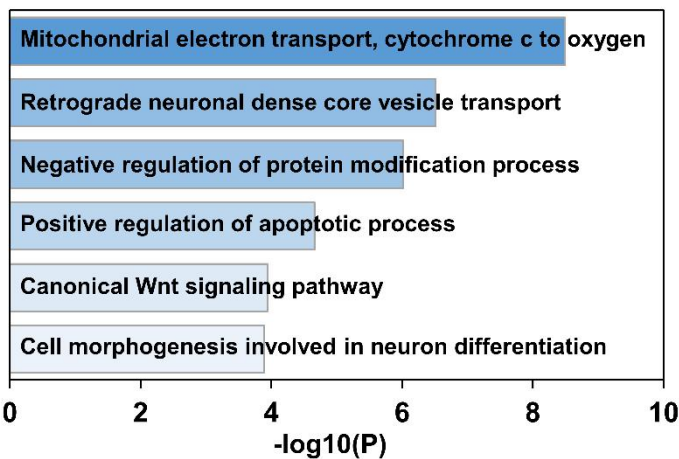 Mitochondrial electron transport, cytochrome c to oxygen
Retrograde neuronal dense core vesicle transport
Negative regulation of protein modification process
Positive regulation of apoptotic process
Canonical Wnt signaling pathway
Cell morphogenesis involved in neuron differentiation
0 2 4 6 8 10
-log10(P)